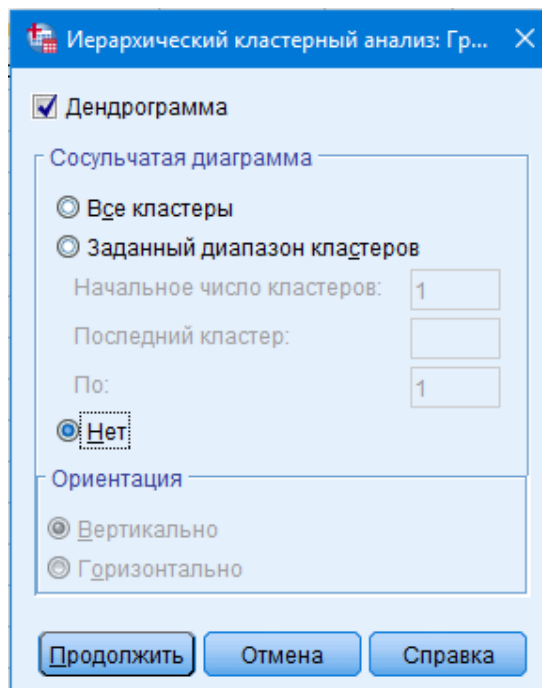 Иерархический кластерный анализ: Гр...
Дендрограмма
Сосульчатая диаграмма
Все кластеры
Заданный диапазон кластеров
Начальное число кластеров: 1
Последний кластер:
По: 1
Нет
Ориентация
Вертикально
Горизонтально
Продолжить Отмена Справка